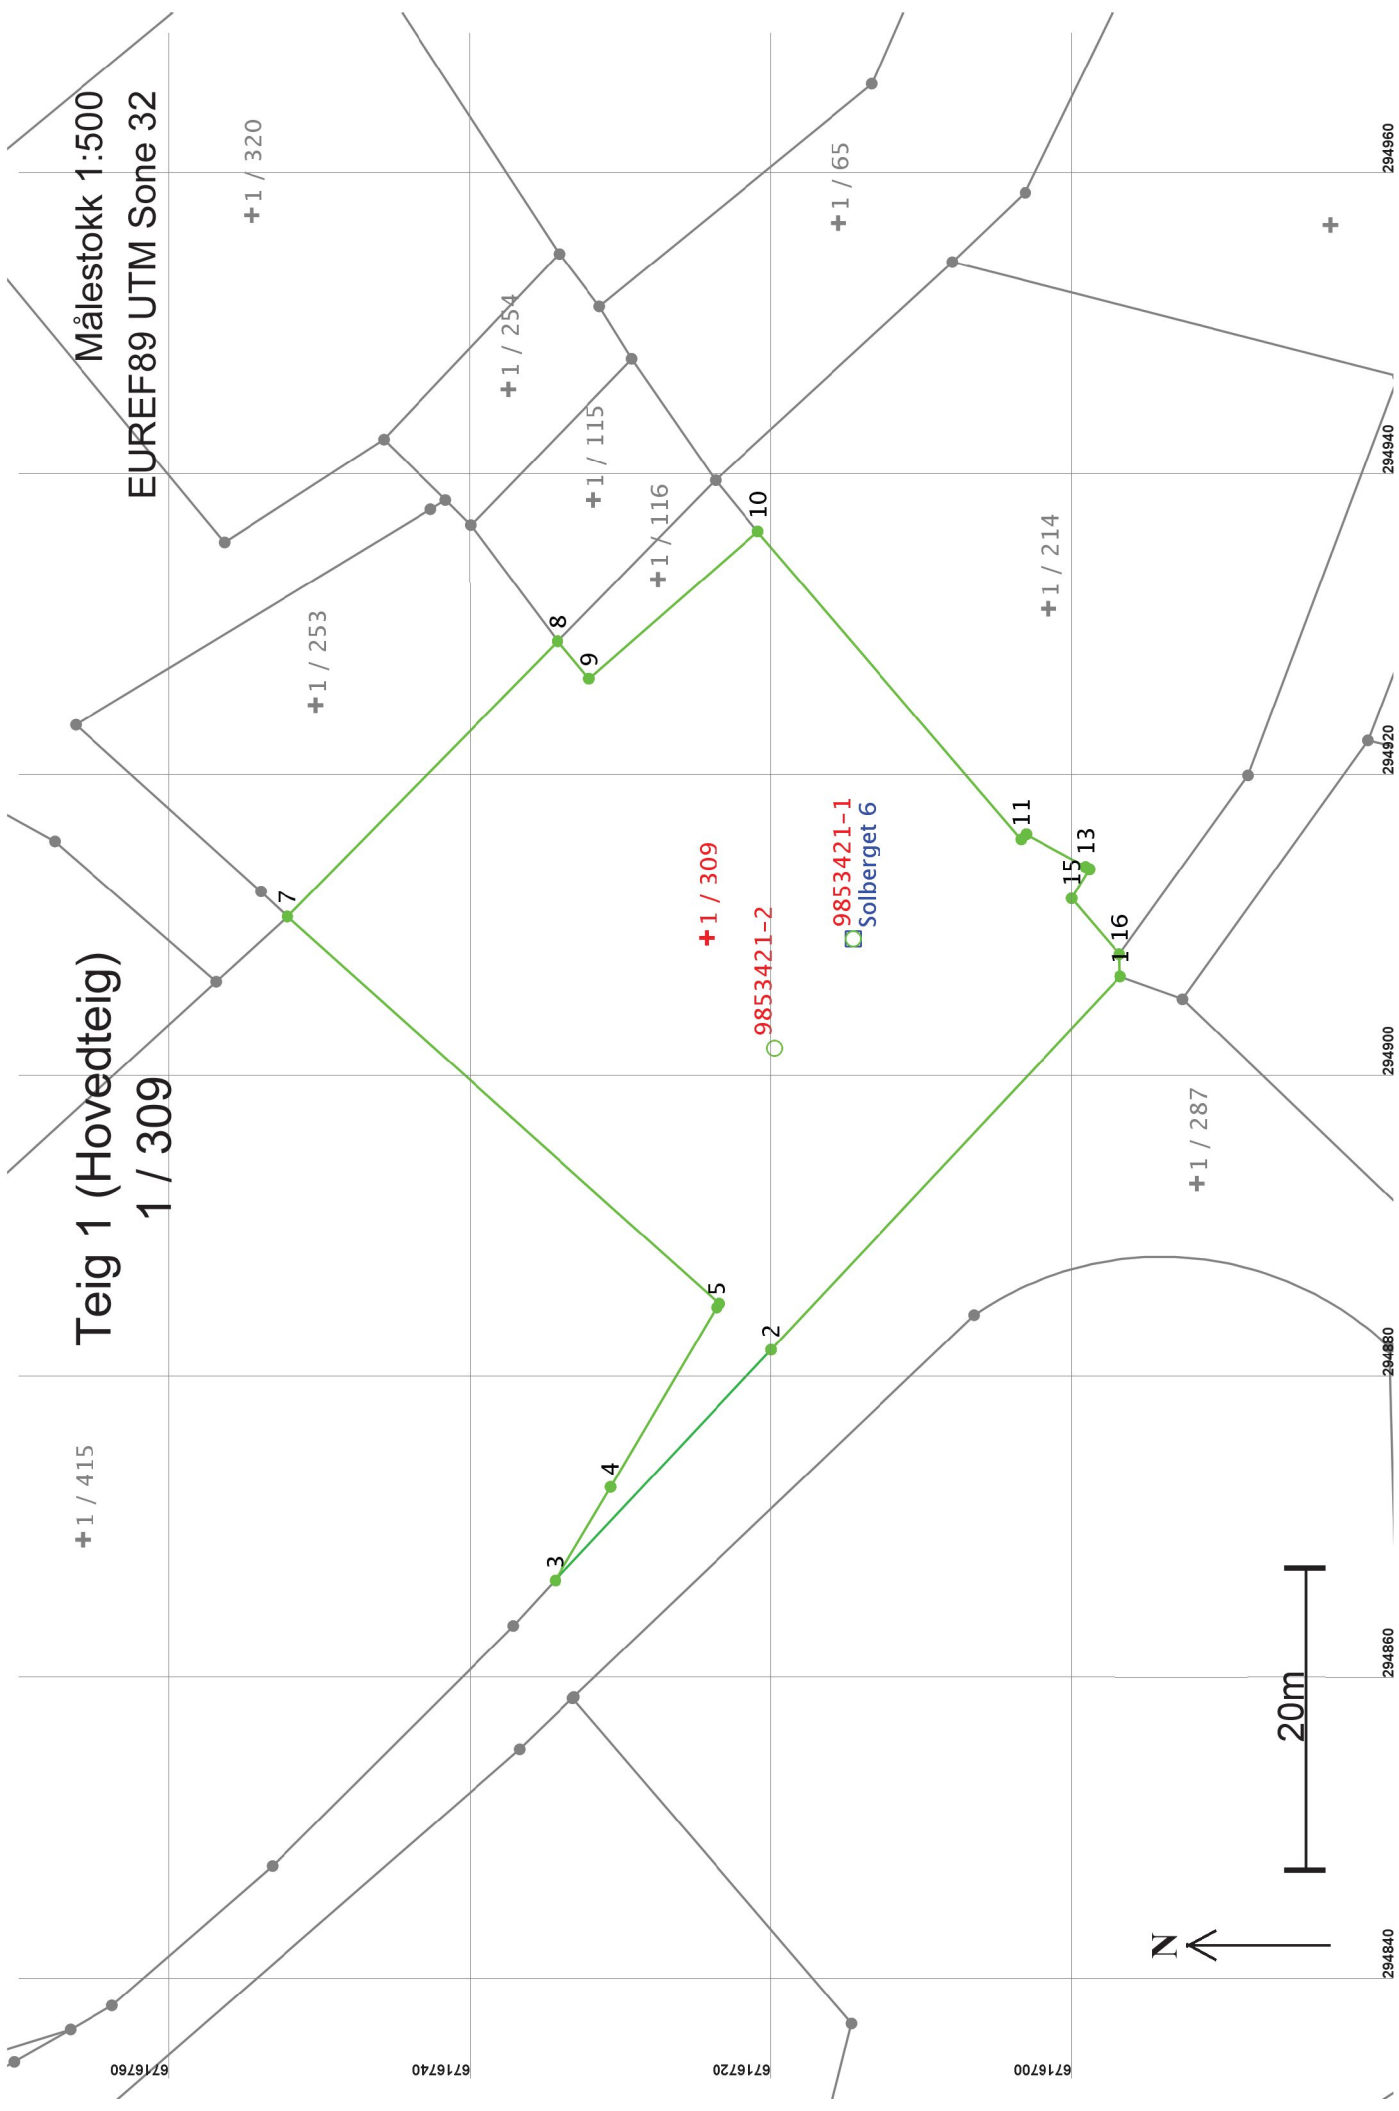 Teig 1 (Hovedteig)
1 / 309
Målestokk 1:500
EUREF89 UTM Sone 32
1 / 415
1 / 253
1 / 320
1 / 254
1 / 115
1 / 116
1 / 65
1 / 214
1 / 287
1 / 309
9853421-2
9853421-1
Solberget 6
7
8
9
10
11
13
15
16
1
2
3
4
5
N
20m
6716760
6716740
6716720
6716700
294840
294860
294880
294900
294920
294940
294960